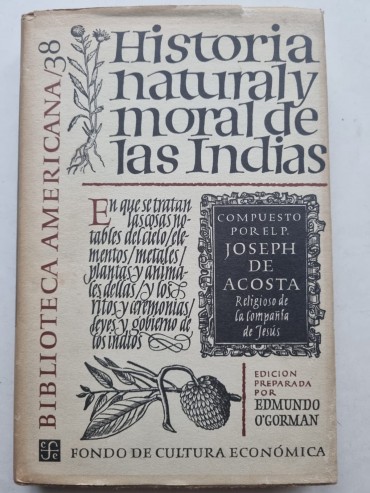 BIBLIOTECA AMERICANA/38
Historia
natural y
moral de
las Indias
En que se tratan
las cosas no-
tables del cielo/ele-
mentos/metales/
plantas y anima-
les dellas/y los
ritos y ceremonias/
leyes y gobierno de
los indios
COMPUESTO
POR EL P.
JOSEPH
DE
ACOSTA
Religioso de
la Compañía
de Jesús
EDICION
PREPARADA
POR
EDMUNDO
O'GORMAN
cfe
FONDO DE CULTURA ECONÓMICA